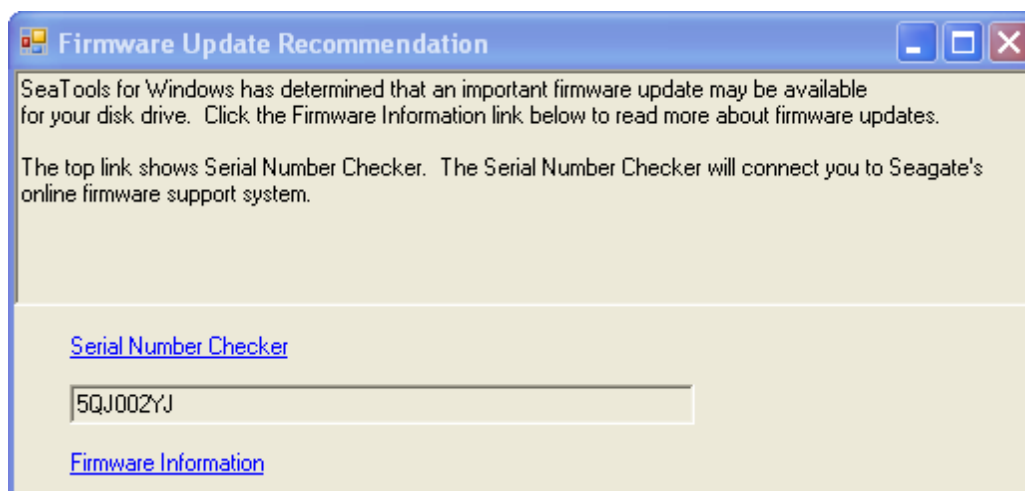 Firmware Update Recommendation
SeaTools for Windows has determined that an important firmware update may be available
for your disk drive. Click the Firmware Information link below to read more about firmware updates.
The top link shows Serial Number Checker. The Serial Number Checker will connect you to Seagate's
online firmware support system.
Serial Number Checker
5QJ002YJ
Firmware Information